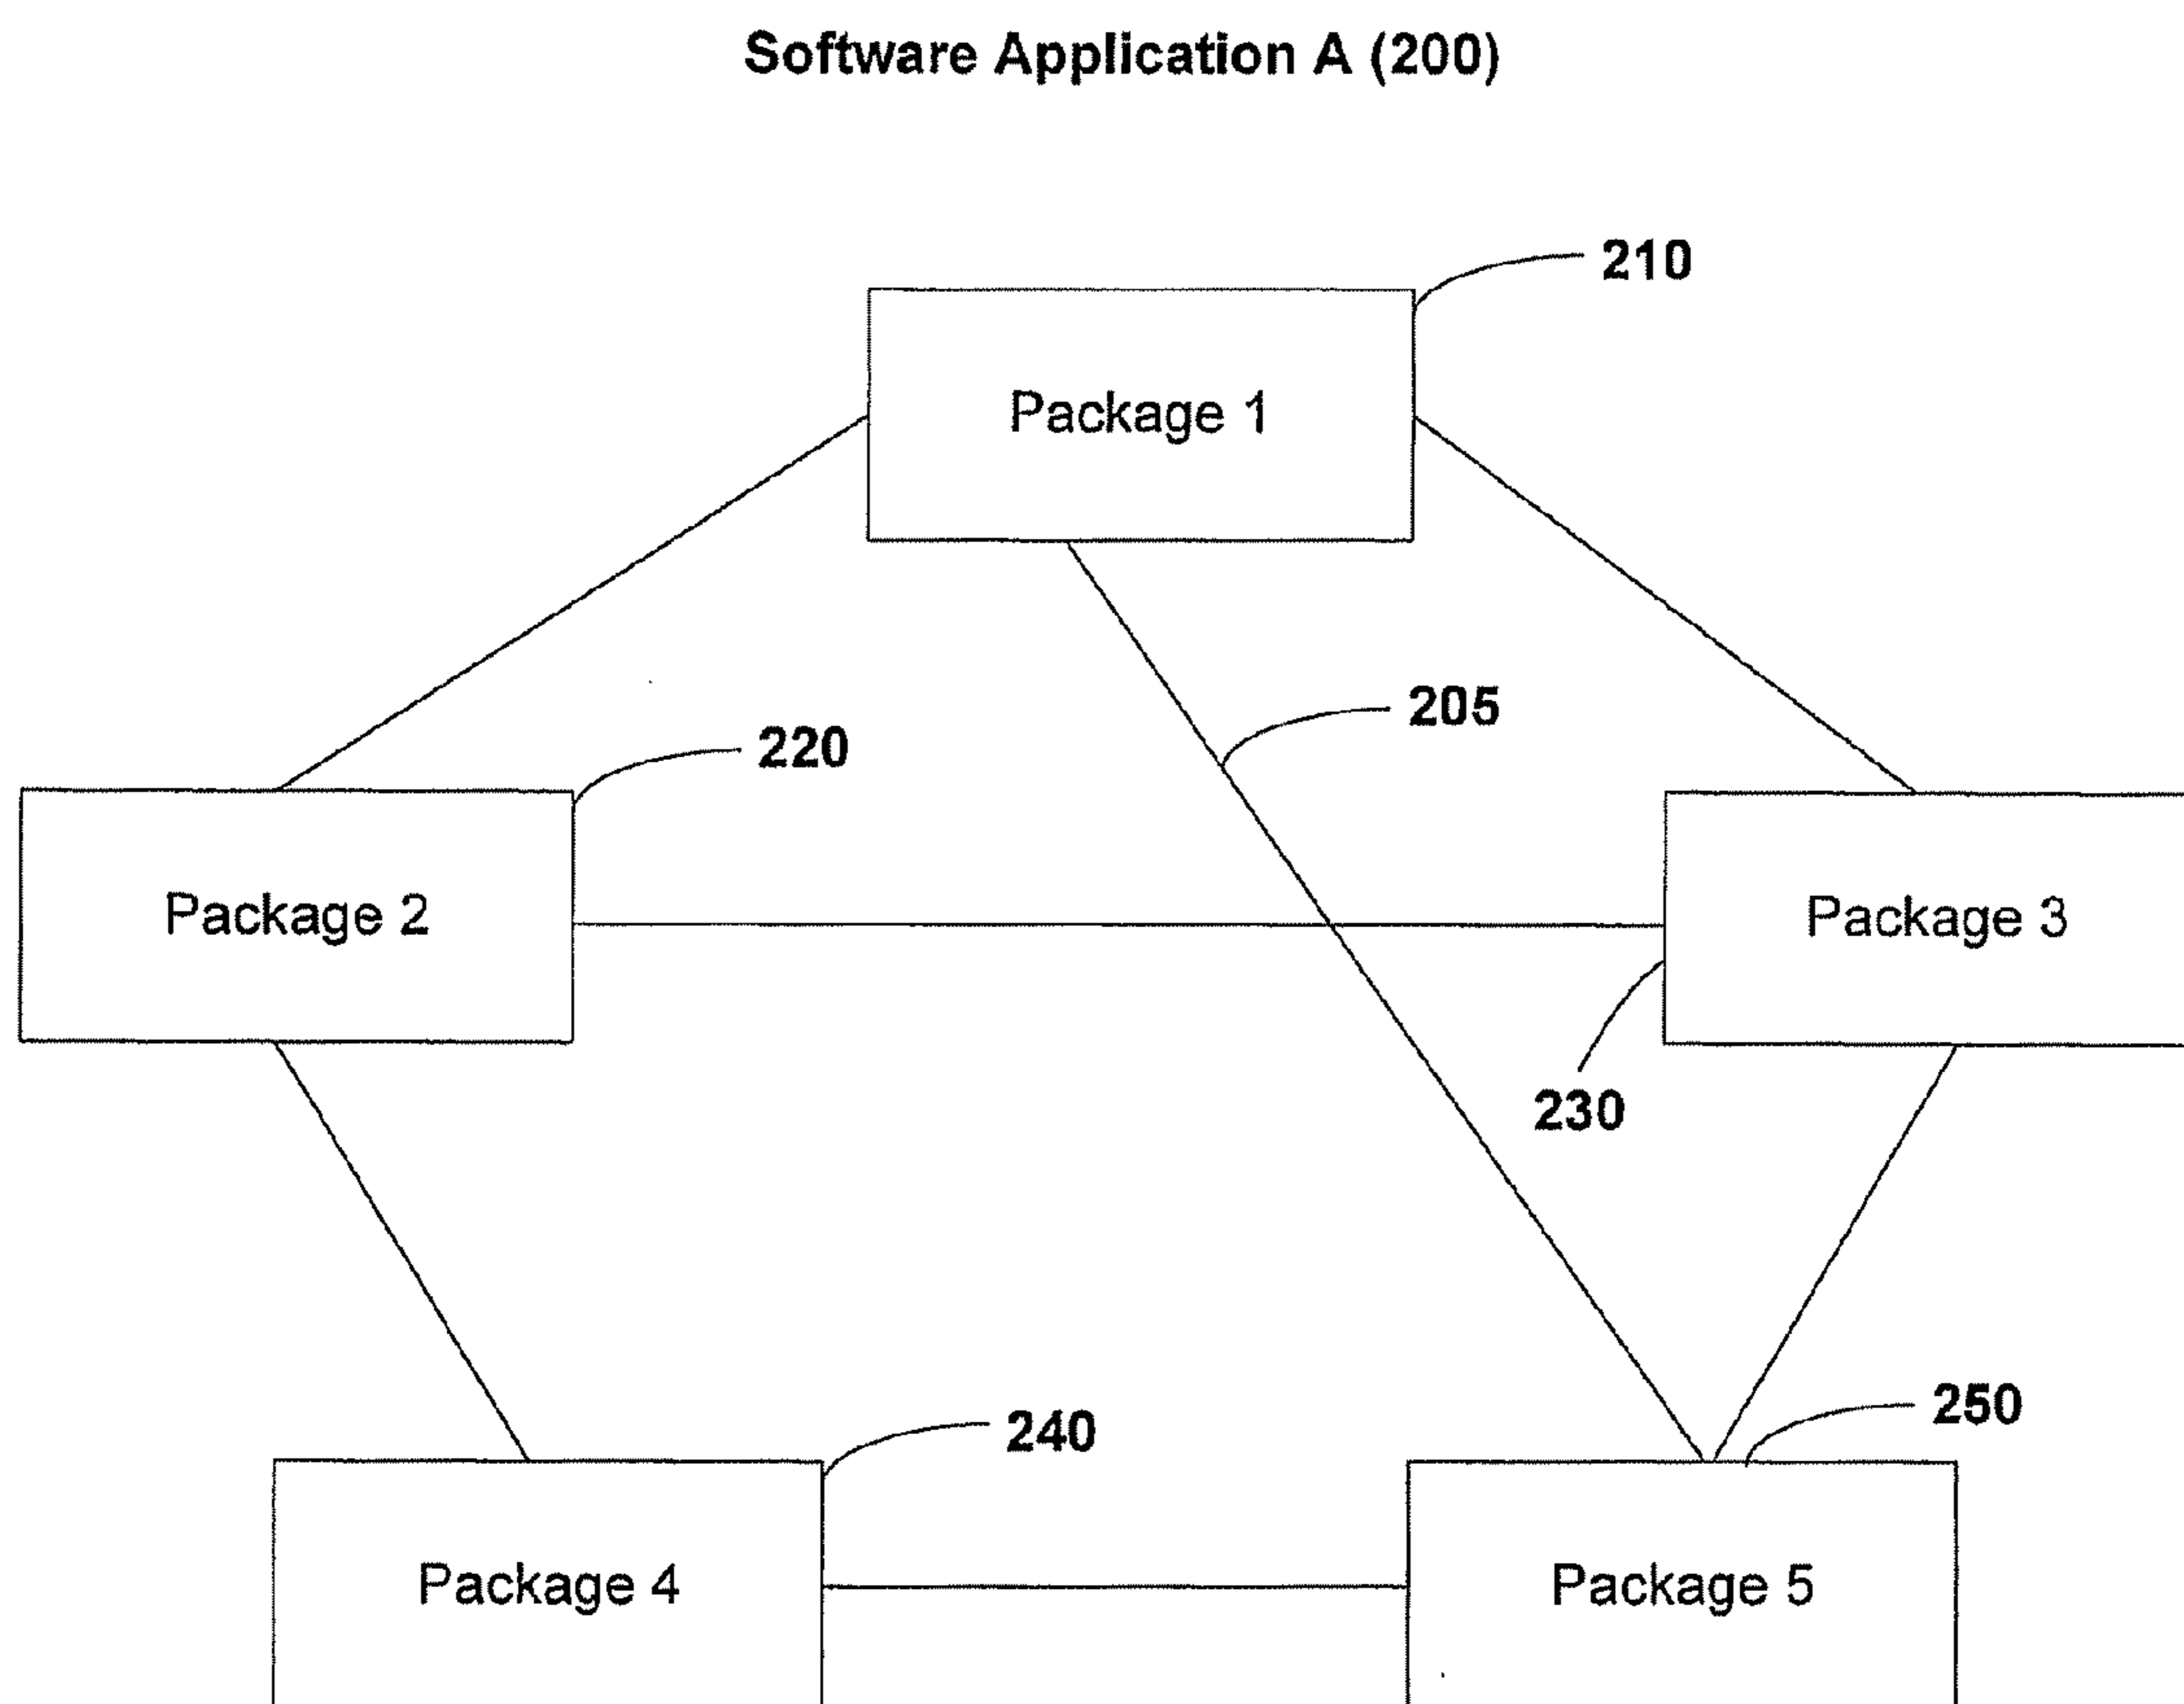 Software Application A (200)
210
Package 1
205
220
Package 2
Package 3
230
250
240
Package 4
Package 5